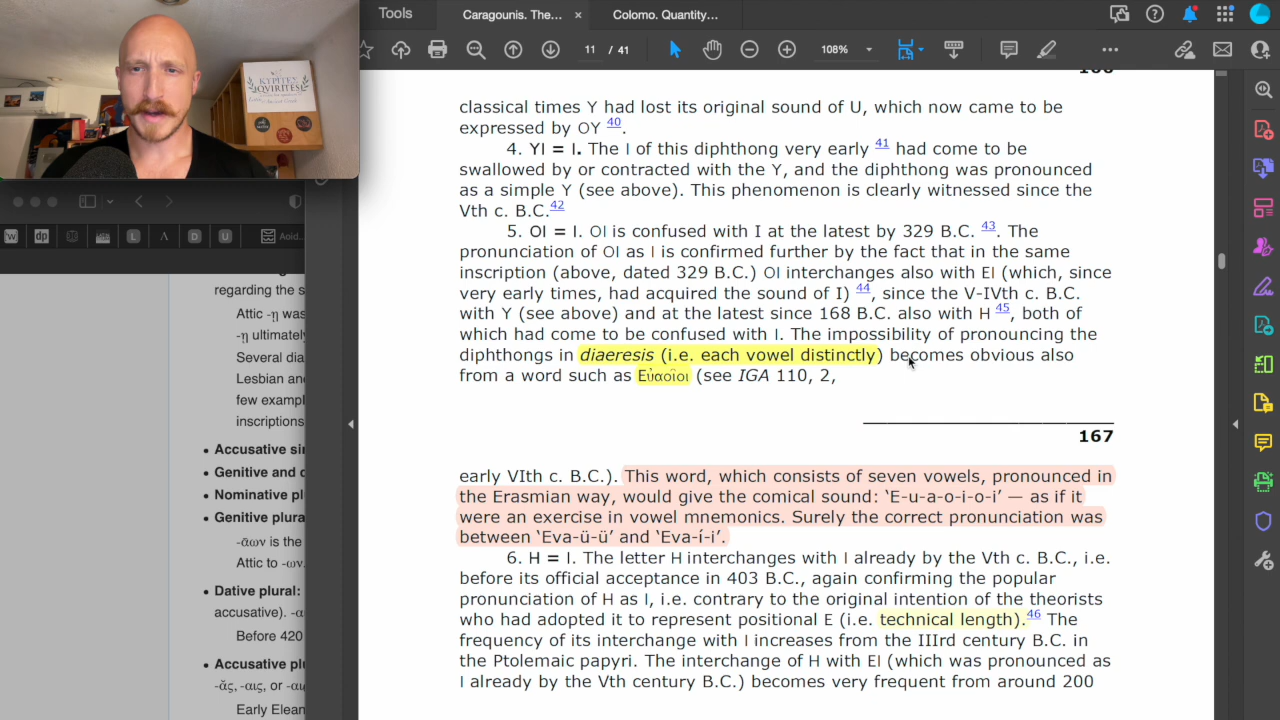 Tools
Caragounis. The...
×
Colomo. Quantity...
11 / 41
108%
ΚΥΡΙΤΕΣ
QVIRITES
classical times Y had lost its original sound of U, which now came to be
expressed by OY 40.
4. YI = I. The I of this diphthong very early 41 had come to be
swallowed by or contracted with the Y, and the diphthong was pronounced
as a simple Y (see above). This phenomenon is clearly witnessed since the
Vth c. B.C.42
5. OI = I. OI is confused with I at the latest by 329 B.C. 43. The
pronunciation of OI as I is confirmed further by the fact that in the same
inscription (above, dated 329 B.C.) OI interchanges also with EI (which, since
very early times, had acquired the sound of I) 44, since the V-IVth c. B.C.
with Y (see above) and at the latest since 168 B.C. also with H 45, both of
which had come to be confused with I. The impossibility of pronouncing the
diphthongs in diaeresis (i.e. each vowel distinctly) becomes obvious also
from a word such as Εὐαοῖοι (see IGA 110, 2,
167
early VIth c. B.C.). This word, which consists of seven vowels, pronounced in
the Erasmian way, would give the comical sound: ‘E-u-a-o-i-o-i’ — as if it
were an exercise in vowel mnemonics. Surely the correct pronunciation was
between ‘Eva-ü-ü’ and ‘Eva-í-i’.
6. H = I. The letter H interchanges with I already by the Vth c. B.C., i.e.
before its official acceptance in 403 B.C., again confirming the popular
pronunciation of H as I, i.e. contrary to the original intention of the theorists
who had adopted it to represent positional E (i.e. technical length).46 The
frequency of its interchange with I increases from the IIIrd century B.C. in
the Ptolemaic papyri. The interchange of H with EI (which was pronounced as
I already by the Vth century B.C.) becomes very frequent from around 200
W dp L Λ D U Aoid.
regarding the s
Attic -ῃ was
-ῃ ultimately
Several dia
Lesbian and
few example
inscriptions
• Accusative si
• Genitive and d
• Nominative pl
• Genitive plura
-ᾱων is the
Attic to -ων.
• Dative plural:
accusative). -α
Before 420
• Accusative plu
-ᾰς, -αις, or -αι
Early Elean